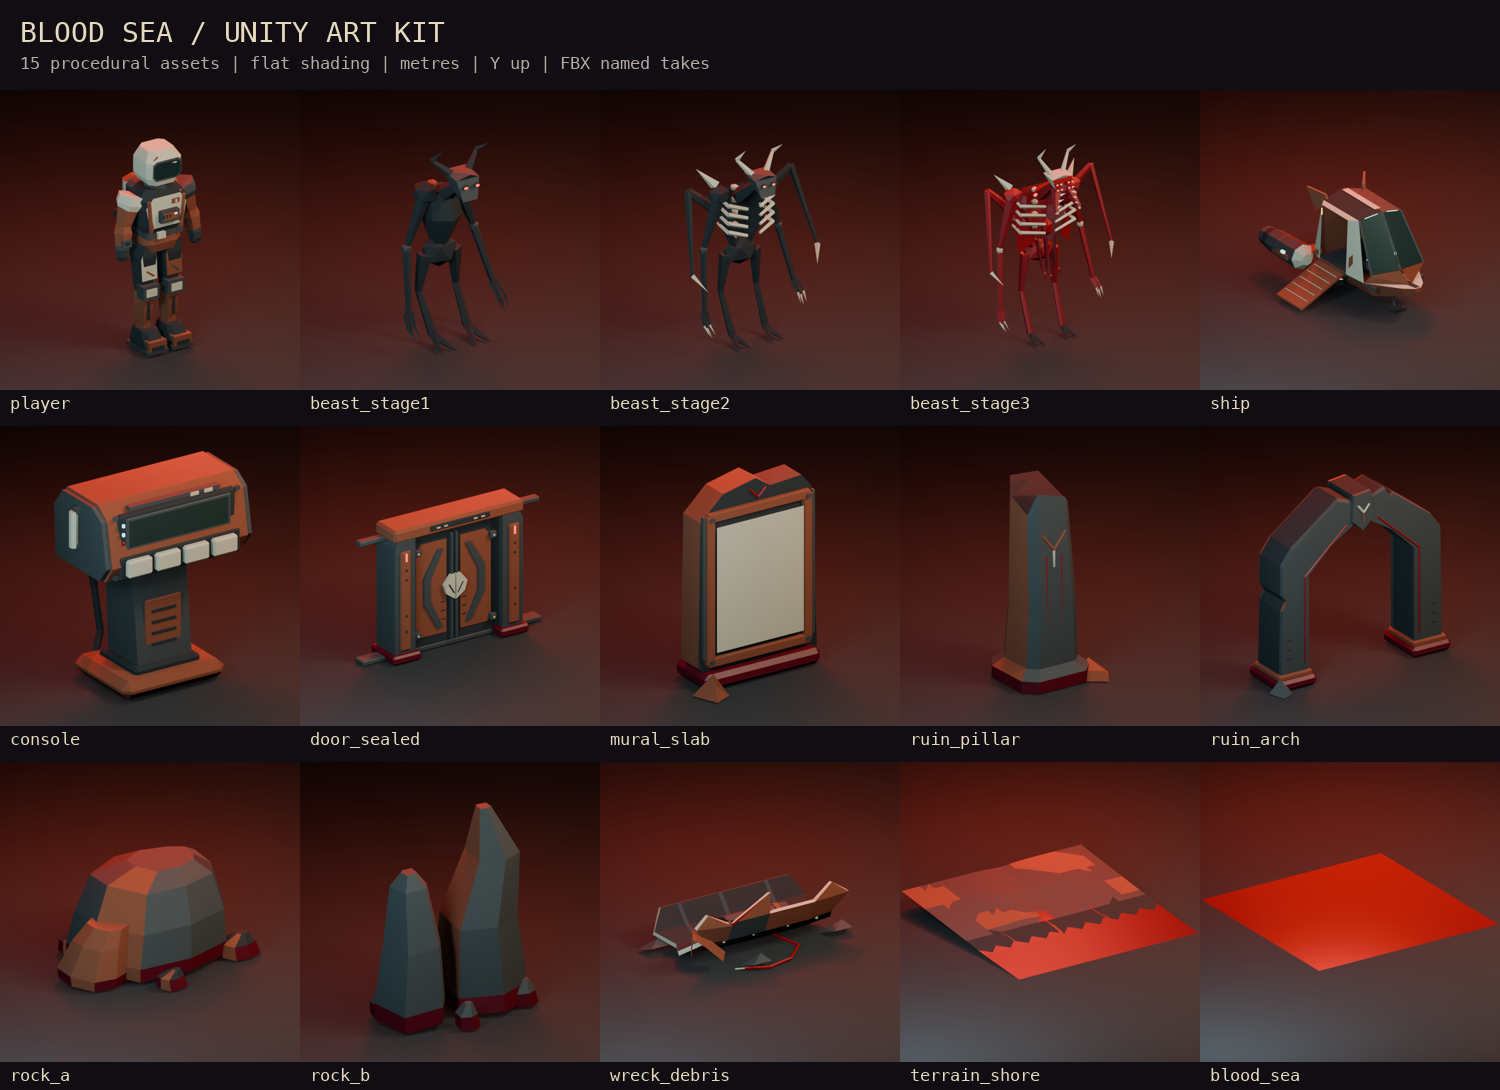 BLOOD SEA / UNITY ART KIT
15 procedural assets | flat shading | metres | Y up | FBX named takes
player
beast_stage1
beast_stage2
beast_stage3
ship
console
door_sealed
mural_slab
ruin_pillar
ruin_arch
rock_a
rock_b
wreck_debris
terrain_shore
blood_sea